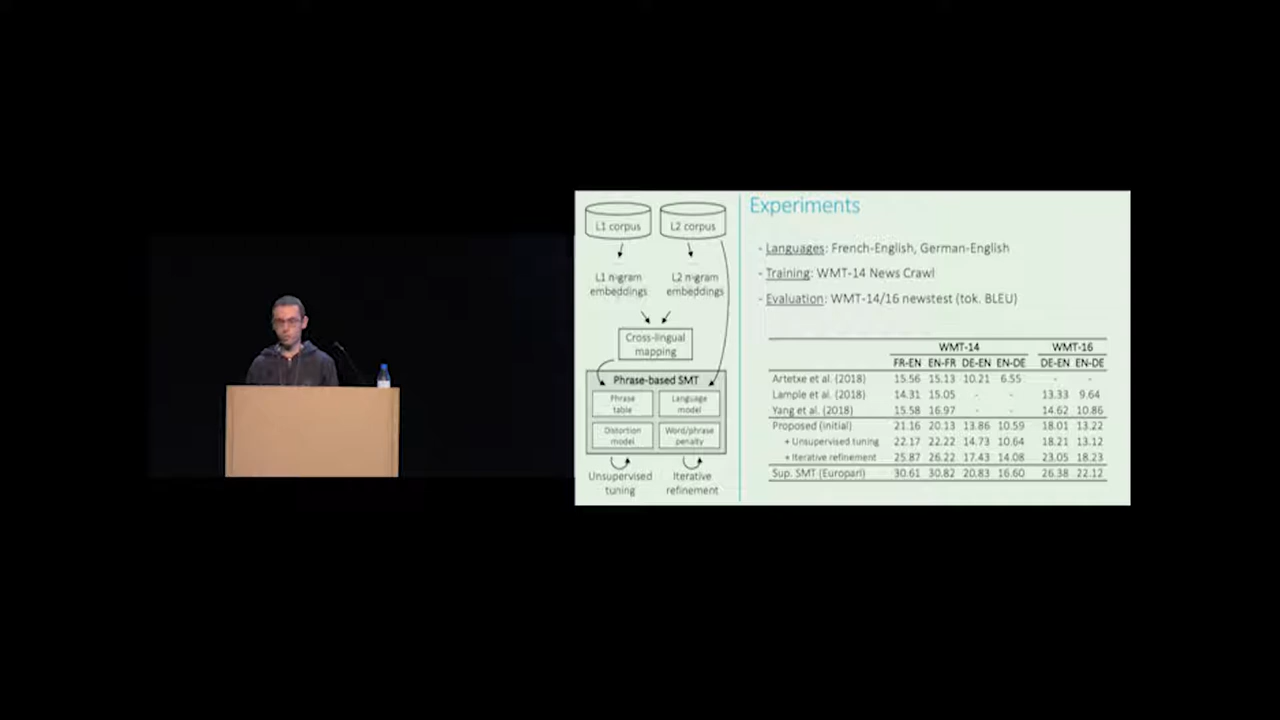 L1 corpus L2 corpus
L1 n-gram embeddings
L2 n-gram embeddings
Cross-lingual
mapping
Phrase-based SMT
Phrase table
Language model
Distortion model
Word/phrase penalty
Unsupervised tuning
Iterative refinement
Experiments
- Languages: French-English, German-English
- Training: WMT-14 News Crawl
- Evaluation: WMT-14/16 newstest (tok. BLEU)
WMT-14 WMT-16
FR-EN EN-FR DE-EN EN-DE DE-EN EN-DE
Artetxe et al. (2018) 15.56 15.13 10.21 6.55 - -
Lample et al. (2018) 14.31 15.05 - - 13.33 9.64
Yang et al. (2018) 15.58 16.97 - - 14.62 10.86
Proposed (initial) 21.16 20.13 13.86 10.59 18.01 13.22
+ Unsupervised tuning 22.17 22.22 14.73 10.64 18.21 13.12
+ Iterative refinement 25.87 26.22 17.43 14.08 23.05 18.23
Sup. SMT (Europarl) 30.61 30.82 20.83 16.60 26.38 22.12